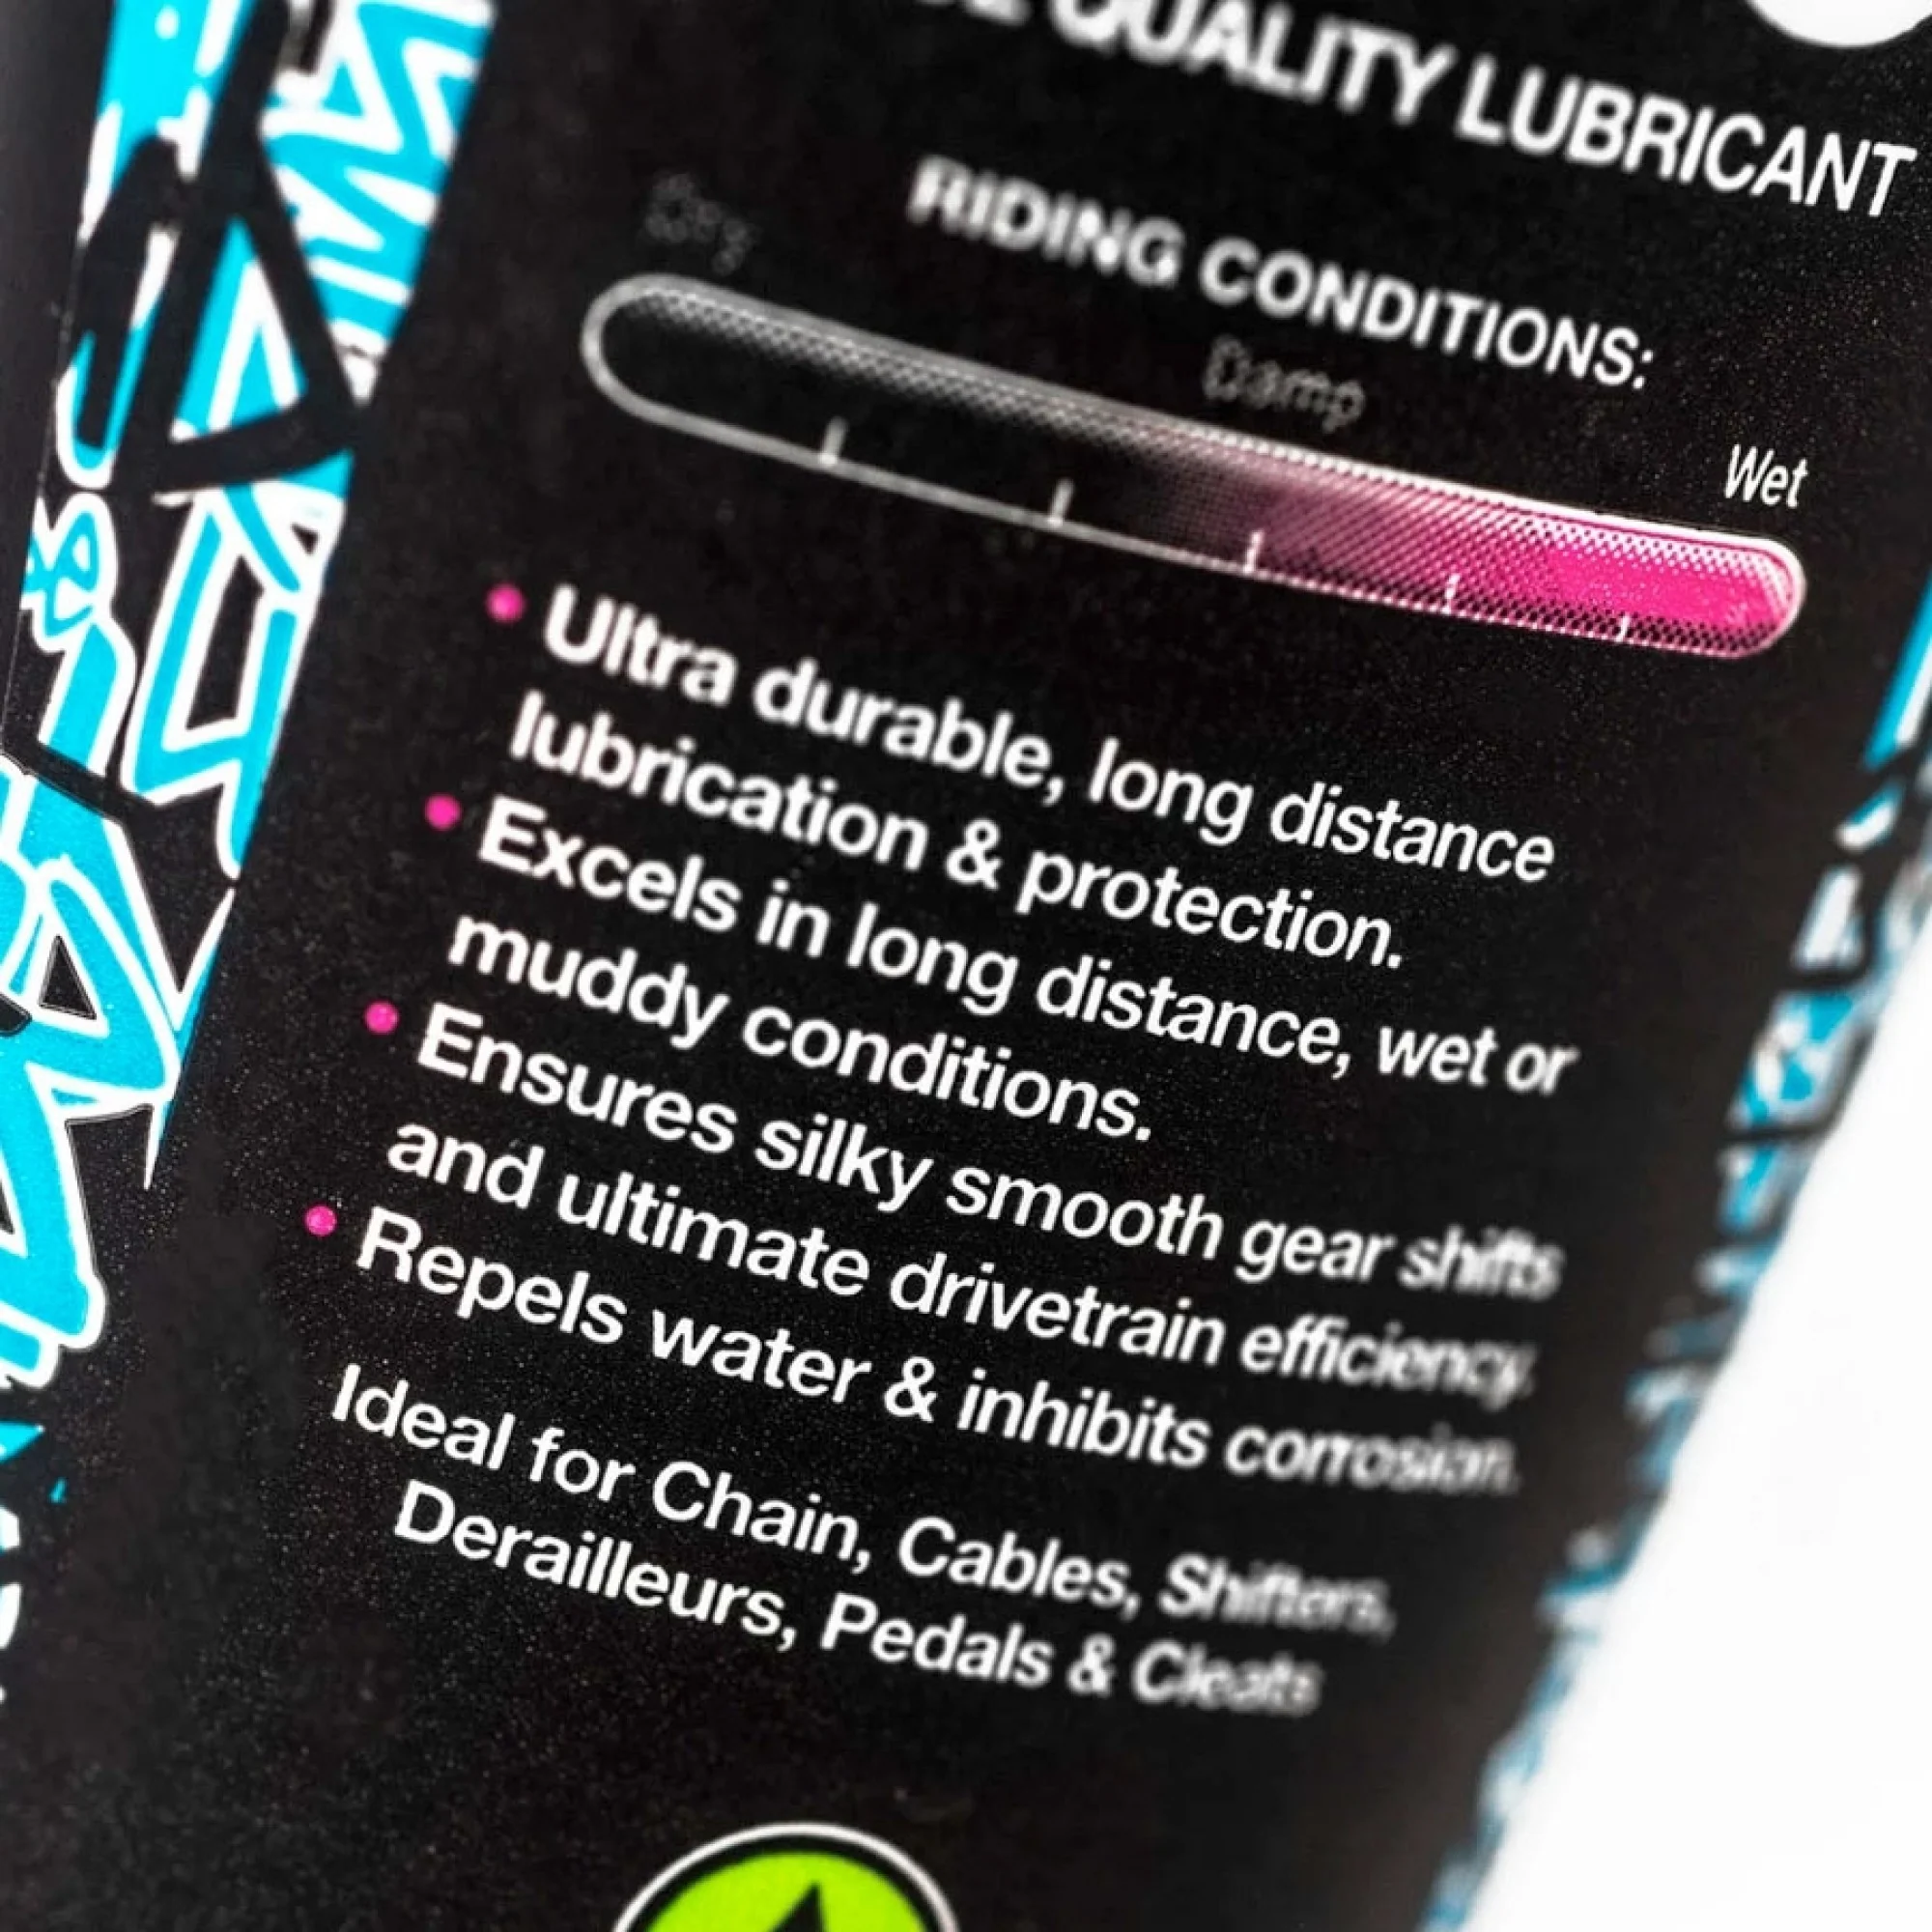 QUALITY LUBRICANT
RIDING CONDITIONS:
Dry
Damp
Wet
• Ultra durable, long distance
lubrication & protection.
• Excels in long distance, wet or
muddy conditions.
• Ensures silky smooth gear shifts
and ultimate drivetrain efficiency.
• Repels water & inhibits corrosion.
Ideal for Chain, Cables, Shifters,
Derailleurs, Pedals & Cleats